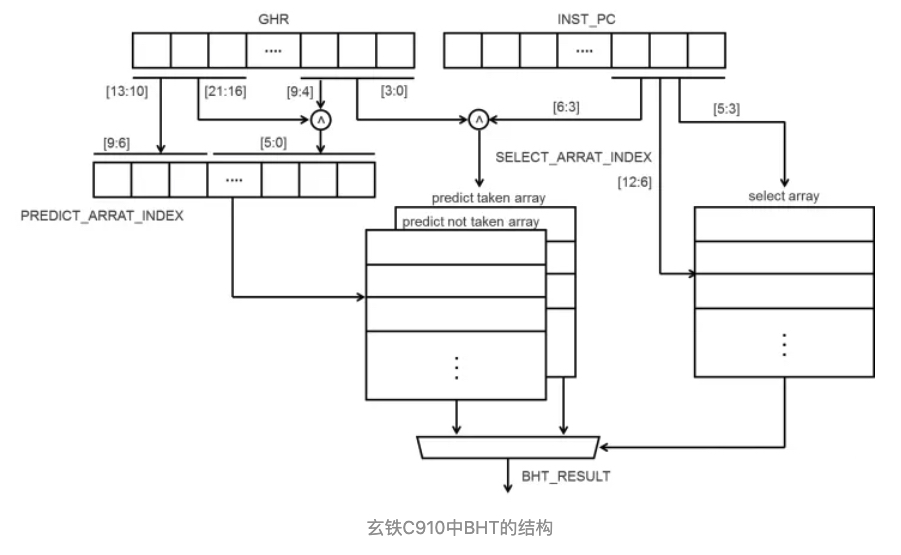 GHR
INST_PC
....
....
[13:10]
[21:16]
[9:4]
[3:0]
[6:3]
[5:3]
^
^
[9:6]
[5:0]
SELECT_ARRAT_INDEX
....
[12:6]
PREDICT_ARRAT_INDEX
predict taken array
select array
predict not taken array
BHT_RESULT
玄铁C910中BHT的结构